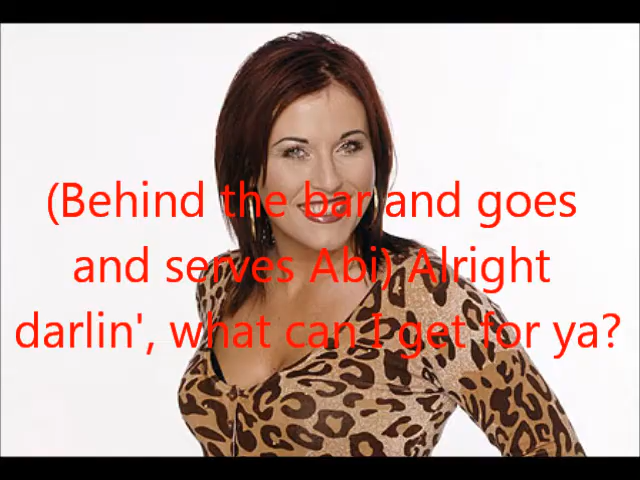 (Behind the bar and goes
and serves Abi) Alright
darlin', what can I get for ya?